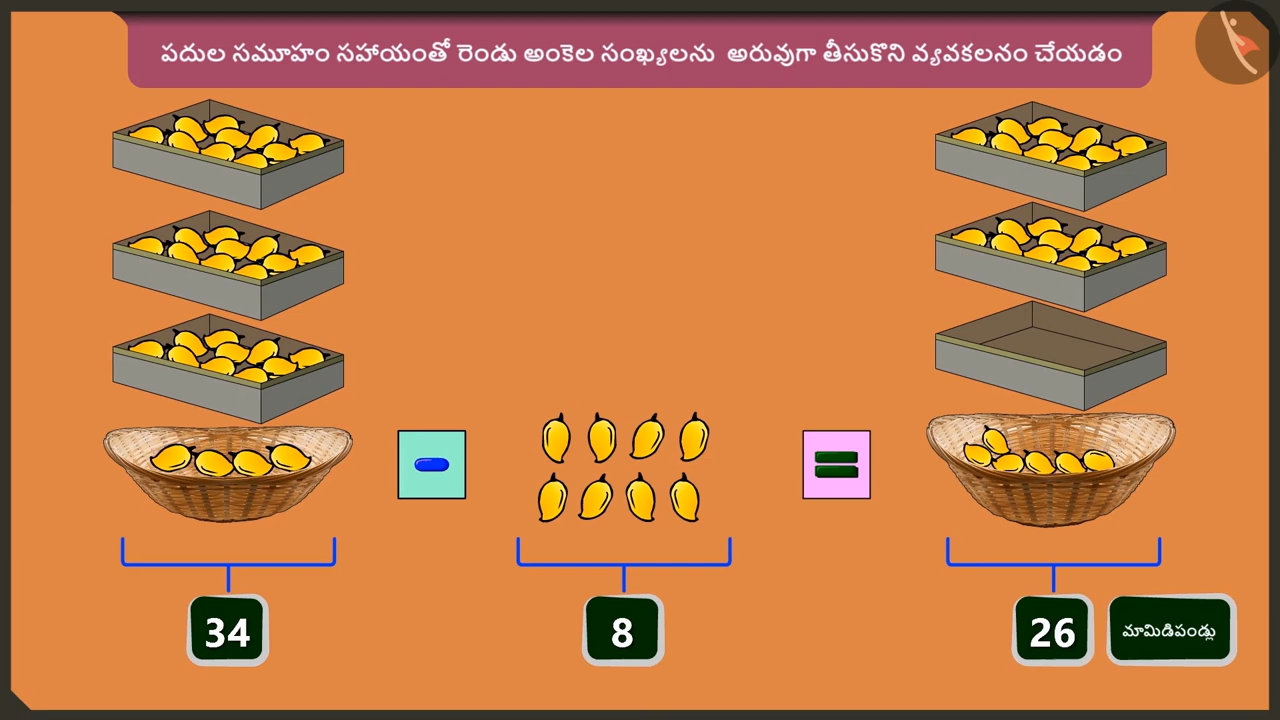 పదుల సమూహం సహాయంతో రెండు అంకెల సంఖ్యలను అరువుగా తీసుకొని వ్యవకలనం చేయడం
-
=
34
8
26
మామిడిపండ్లు